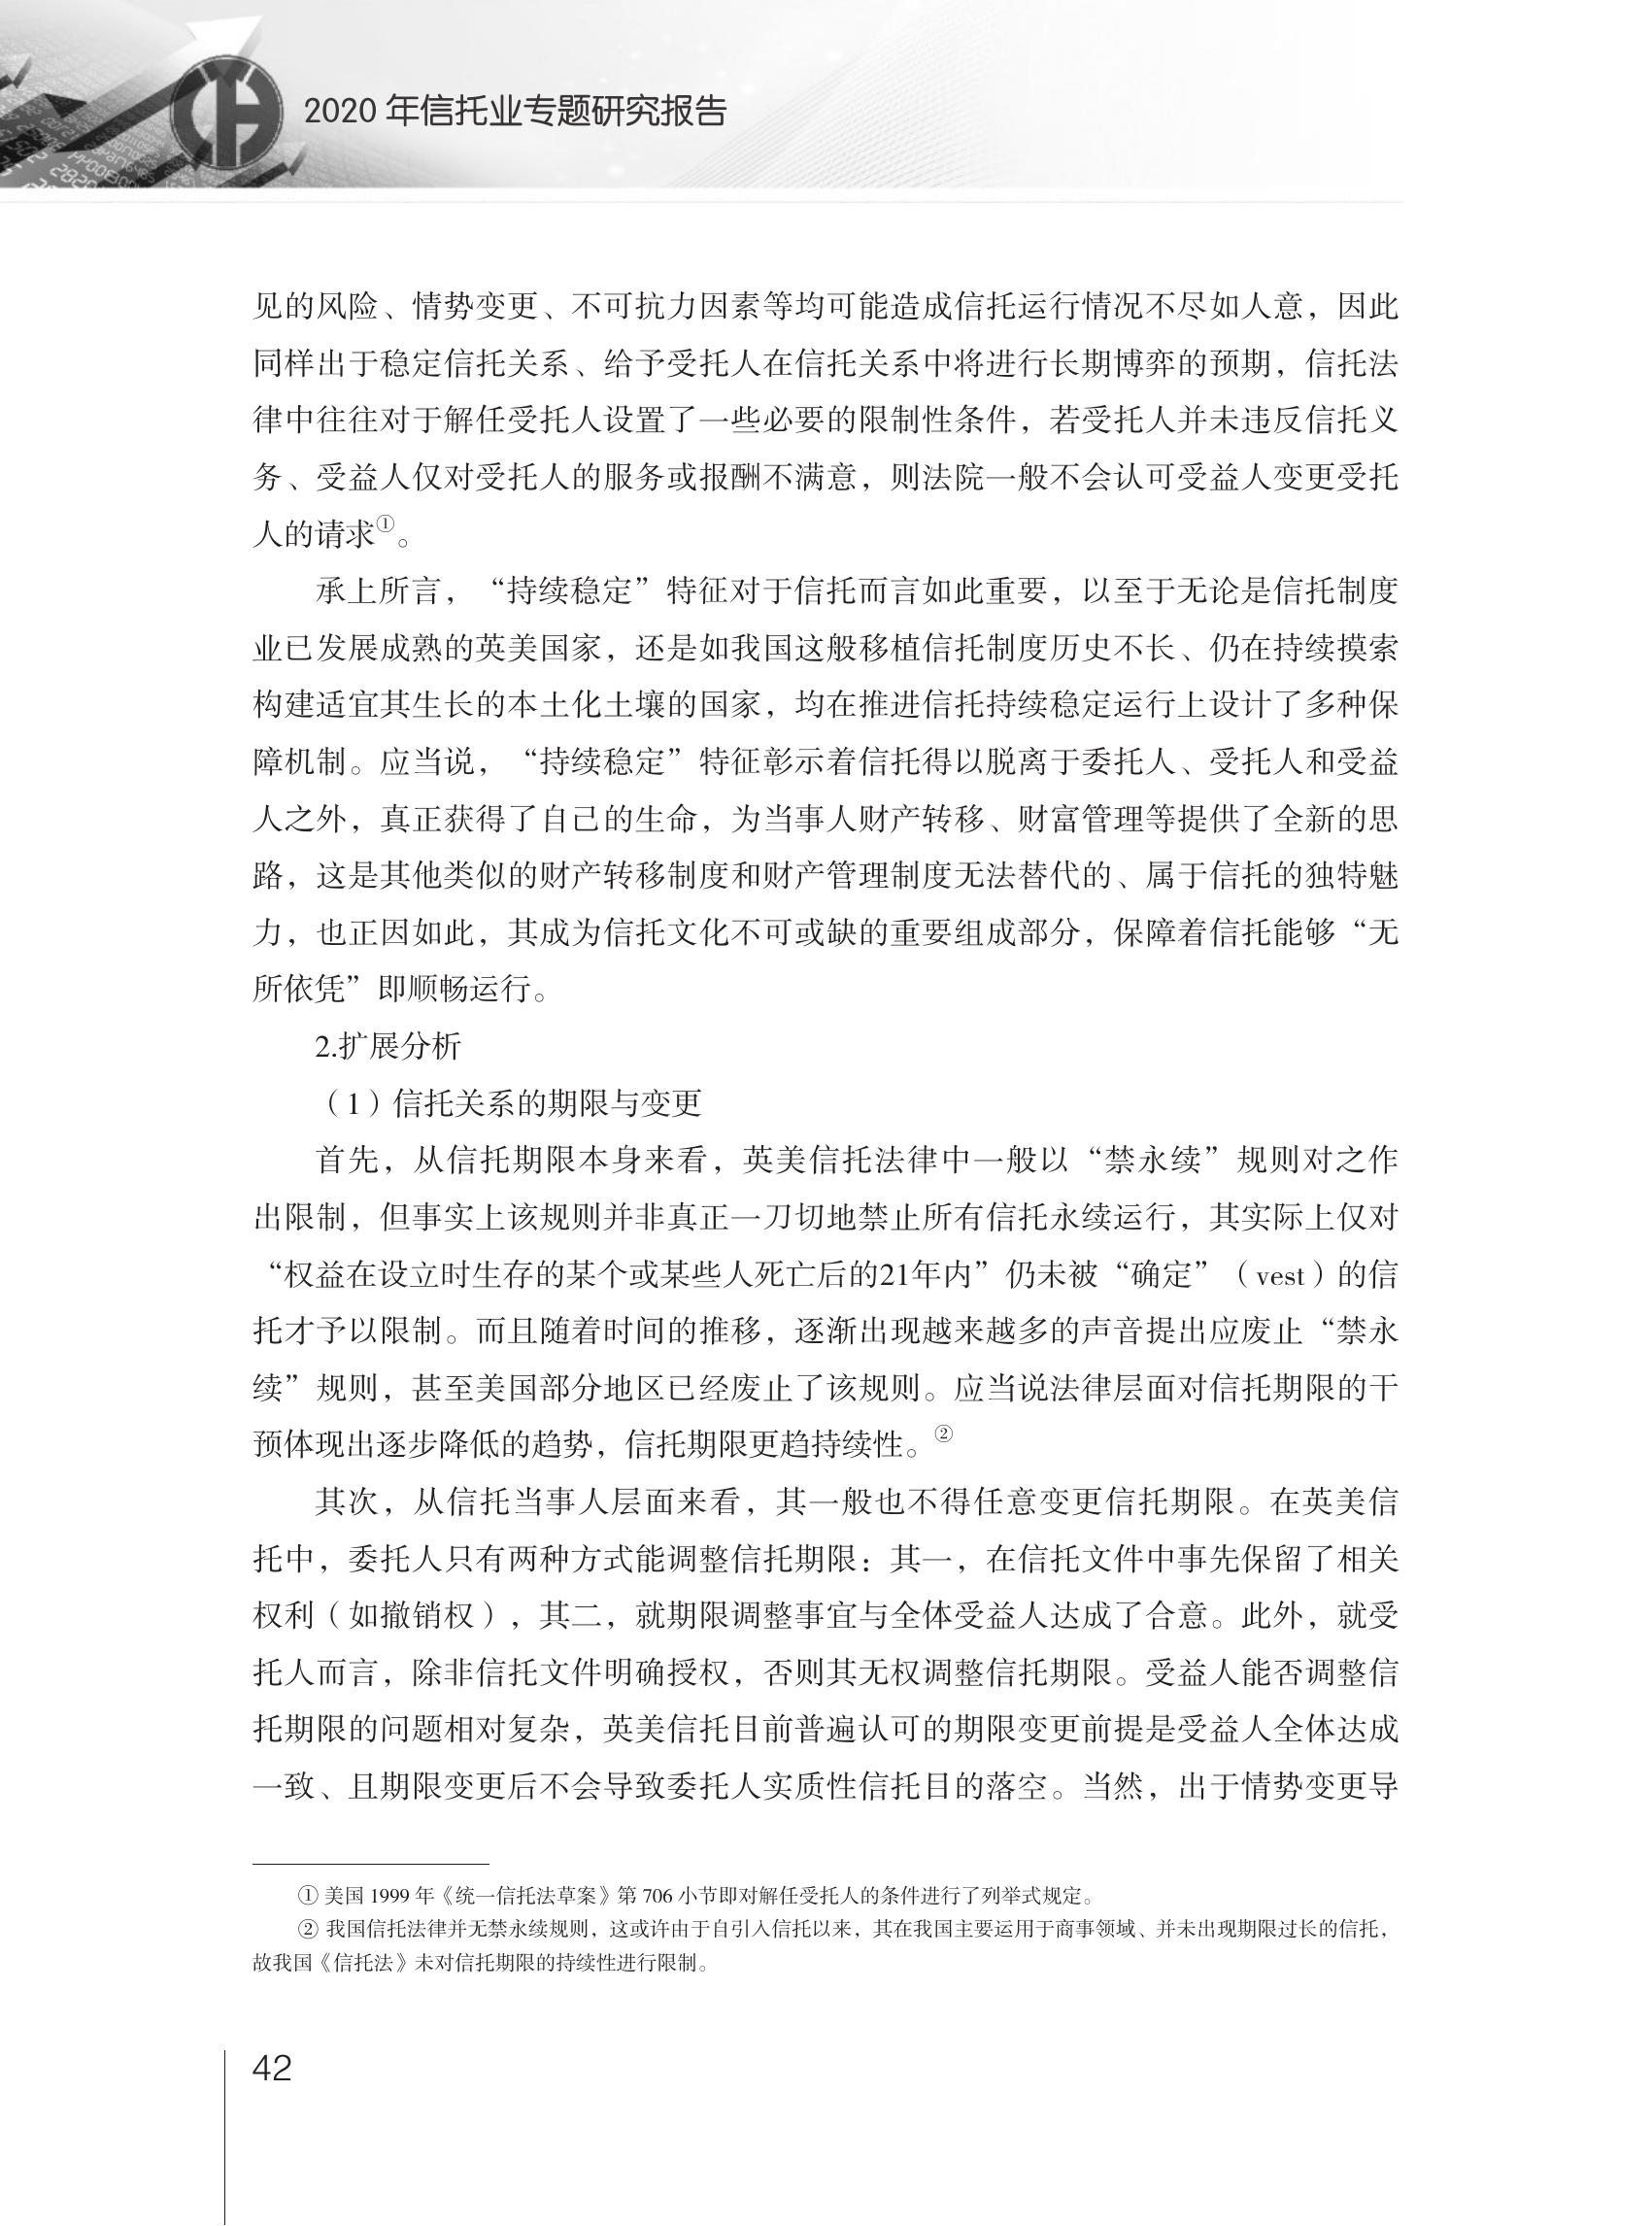 2020 年信托业专题研究报告
见的风险、情势变更、不可抗力因素等均可能造成信托运行情况不尽如人意，因此
同样出于稳定信托关系、给予受托人在信托关系中将进行长期博弈的预期，信托法
律中往往对于解任受托人设置了一些必要的限制性条件，若受托人并未违反信托义
务、受益人仅对受托人的服务或报酬不满意，则法院一般不会认可受益人变更受托
人的请求①。
承上所言，“持续稳定”特征对于信托而言如此重要，以至于无论是信托制度
业已发展成熟的英美国家，还是如我国这般移植信托制度历史不长、仍在持续摸索
构建适宜其生长的本土化土壤的国家，均在推进信托持续稳定运行上设计了多种保
障机制。应当说，“持续稳定”特征彰示着信托得以脱离于委托人、受托人和受益
人之外，真正获得了自己的生命，为当事人财产转移、财富管理等提供了全新的思
路，这是其他类似的财产转移制度和财产管理制度无法替代的、属于信托的独特魅
力，也正因如此，其成为信托文化不可或缺的重要组成部分，保障着信托能够“无
所依凭”即顺畅运行。
2.扩展分析
（1）信托关系的期限与变更
首先，从信托期限本身来看，英美信托法律中一般以“禁永续”规则对之作
出限制，但事实上该规则并非真正一刀切地禁止所有信托永续运行，其实际上仅对
“权益在设立时生存的某个或某些人死亡后的21年内”仍未被“确定”（vest）的信
托才予以限制。而且随着时间的推移，逐渐出现越来越多的声音提出应废止“禁永
续”规则，甚至美国部分地区已经废止了该规则。应当说法律层面对信托期限的干
预体现出逐步降低的趋势，信托期限更趋持续性。②
其次，从信托当事人层面来看，其一般也不得任意变更信托期限。在英美信
托中，委托人只有两种方式能调整信托期限：其一，在信托文件中事先保留了相关
权利（如撤销权），其二，就期限调整事宜与全体受益人达成了合意。此外，就受
托人而言，除非信托文件明确授权，否则其无权调整信托期限。受益人能否调整信
托期限的问题相对复杂，英美信托目前普遍认可的期限变更前提是受益人全体达成
一致、且期限变更后不会导致委托人实质性信托目的落空。当然，出于情势变更导
① 美国 1999 年《统一信托法草案》第 706 小节即对解任受托人的条件进行了列举式规定。
② 我国信托法律并无禁永续规则，这或许由于自引入信托以来，其在我国主要运用于商事领域、并未出现期限过长的信托，
故我国《信托法》未对信托期限的持续性进行限制。
42